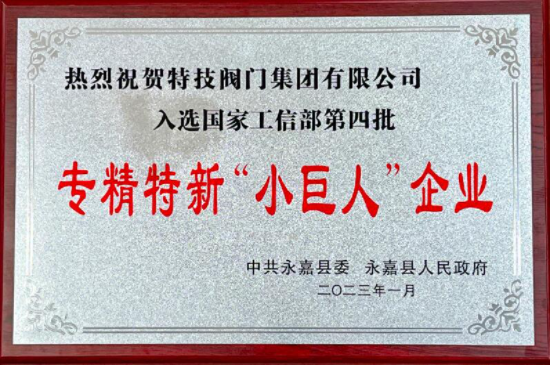 热烈祝贺特技阀门集团有限公司
入选国家工信部第四批
专精特新“小巨人”企业
中共永嘉县委 永嘉县人民政府
二〇二三年一月